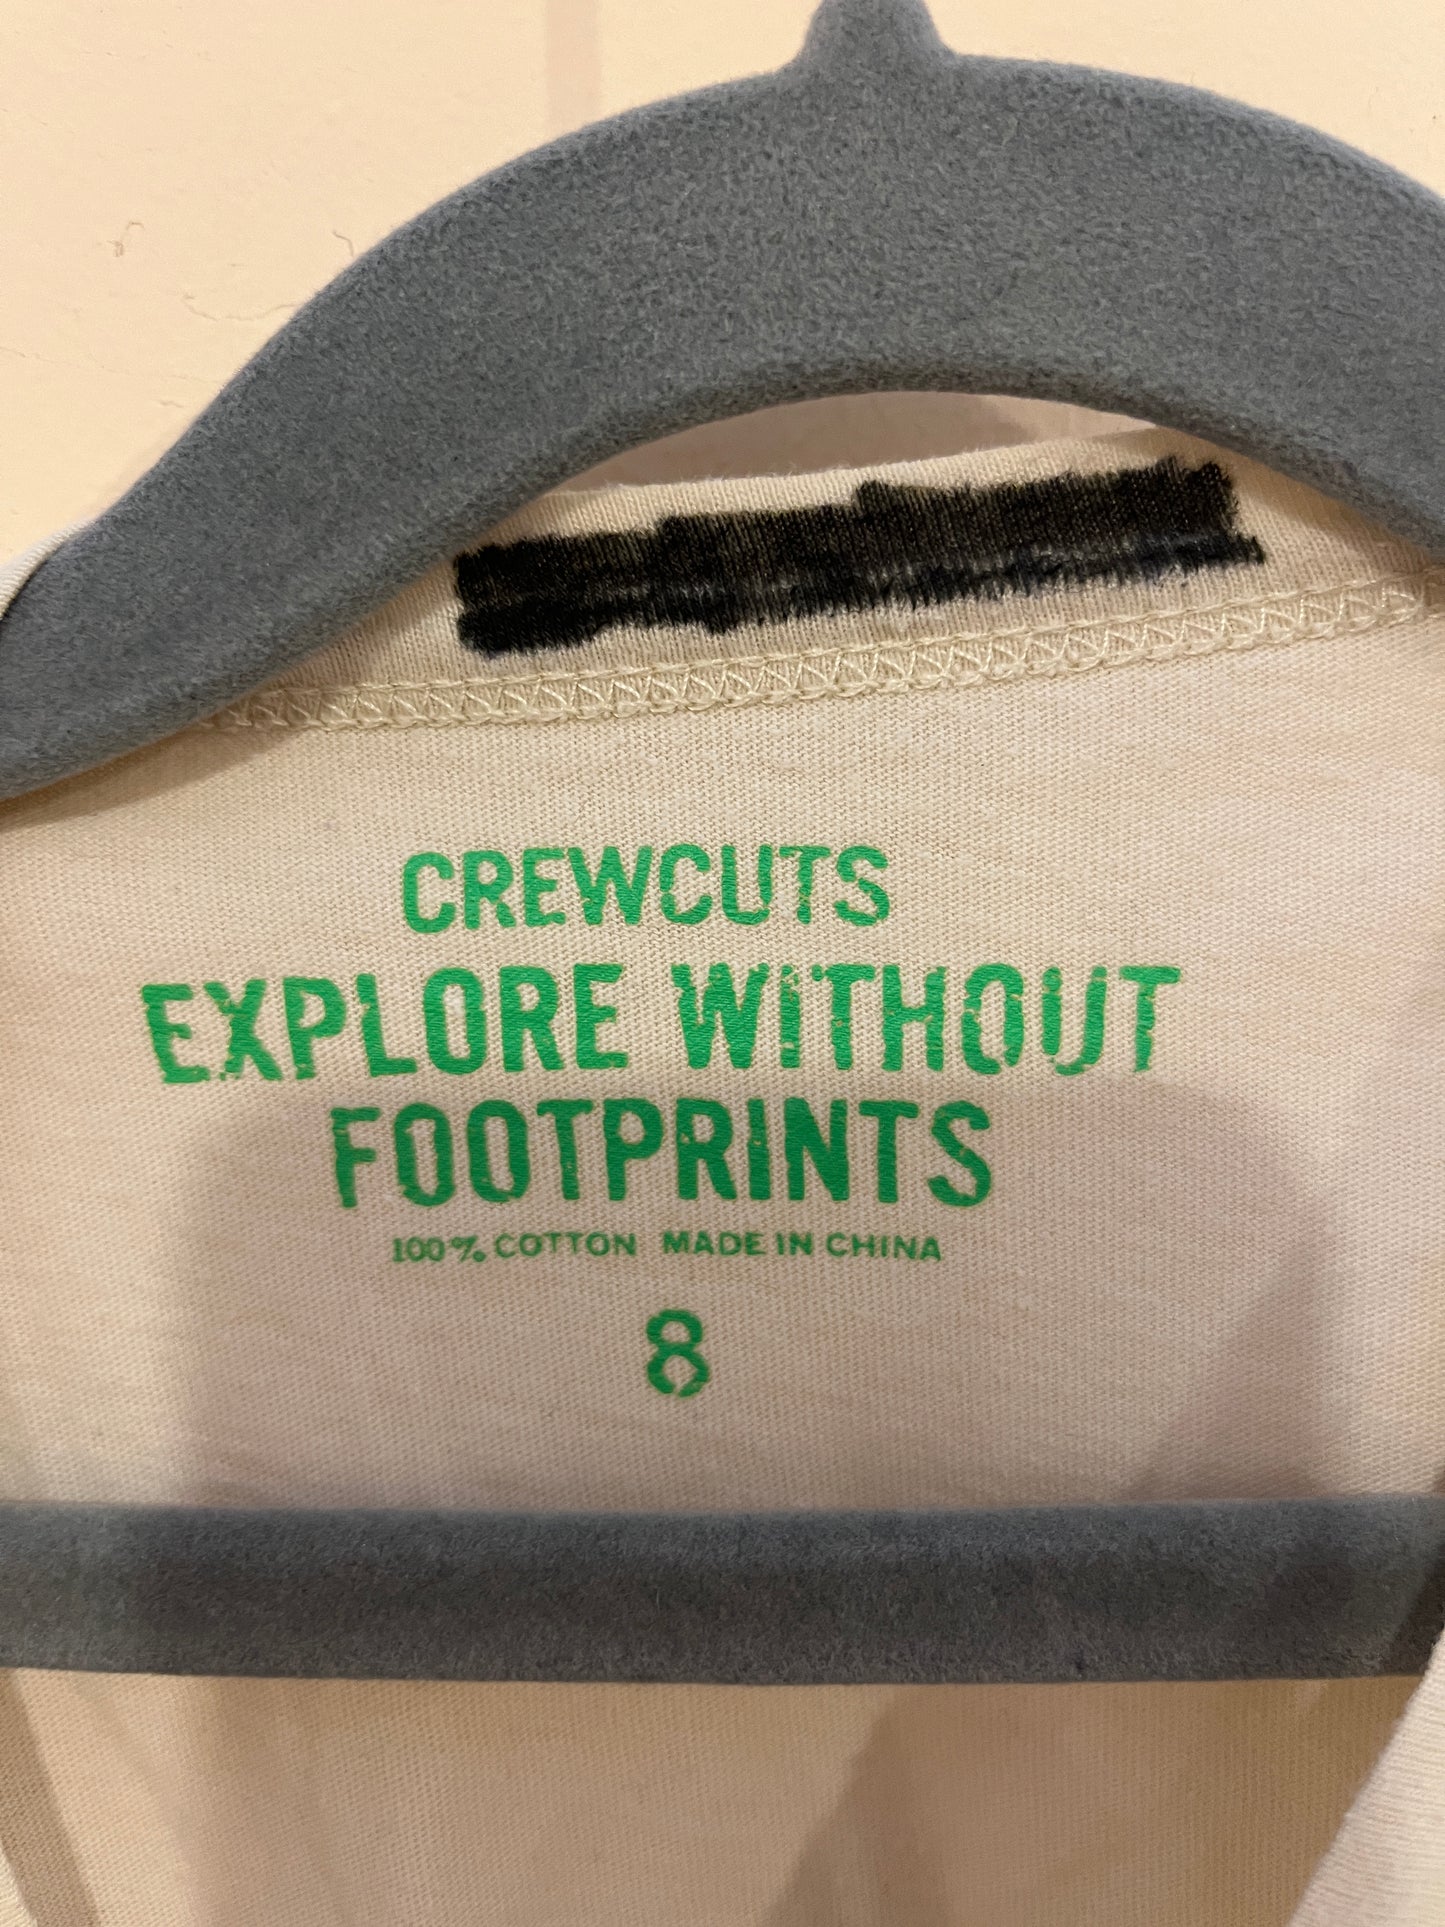 CREWCUTS
EXPLORE WITHOUT
FOOTPRINTS
100% COTTON MADE IN CHINA
8